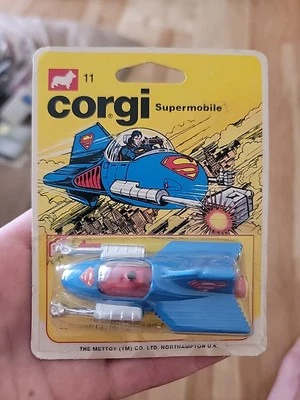 11
corgi ®
Supermobile
S
S
S
THE METTOY (TM) CO. LTD. NORTHAMPTON U.K.